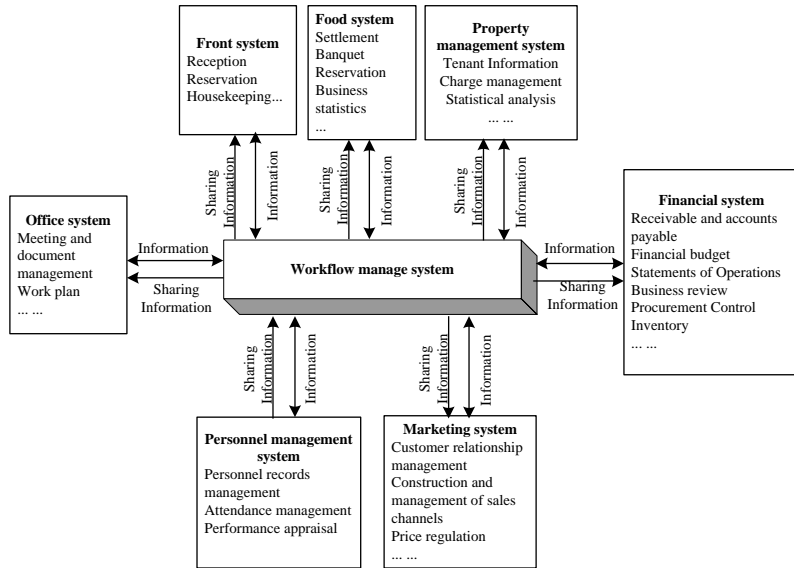 Front system
Reception
Reservation
Housekeeping...
Food system
Settlement
Banquet
Reservation
Business
statistics
...
Property
management system
Tenant Information
Charge management
Statistical analysis
... ...
Sharing
Information
Information
Sharing
Information
Information
Sharing
Information
Information
Office system
Meeting and
document
management
Work plan
... ...
Information
Sharing
Information
Workflow manage system
Information
Sharing
Information
Financial system
Receivable and accounts
payable
Financial budget
Statements of Operations
Business review
Procurement Control
Inventory
... ...
Sharing
Information
Information
Sharing
Information
Information
Personnel management
system
Personnel records
management
Attendance management
Performance appraisal
Marketing system
Customer relationship
management
Construction and
management of sales
channels
Price regulation
... ...